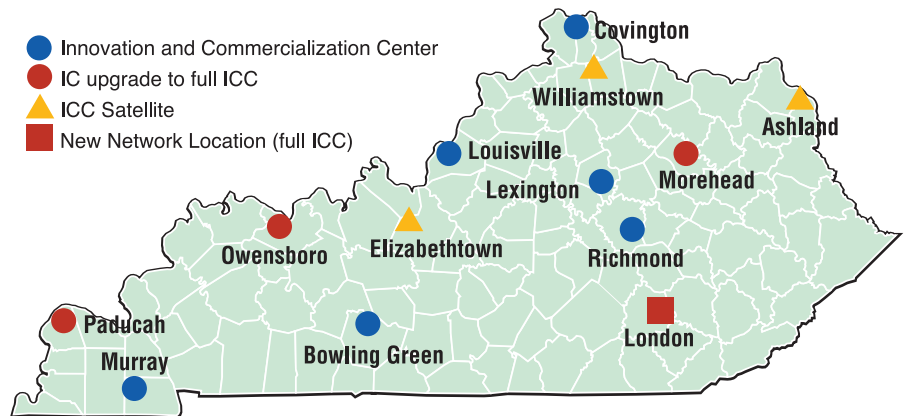 Innovation and Commercialization Center
IC upgrade to full ICC
ICC Satellite
New Network Location (full ICC)
Covington
Williamstown
Ashland
Louisville
Lexington
Morehead
Owensboro
Elizabethtown
Richmond
Paducah
Murray
Bowling Green
London